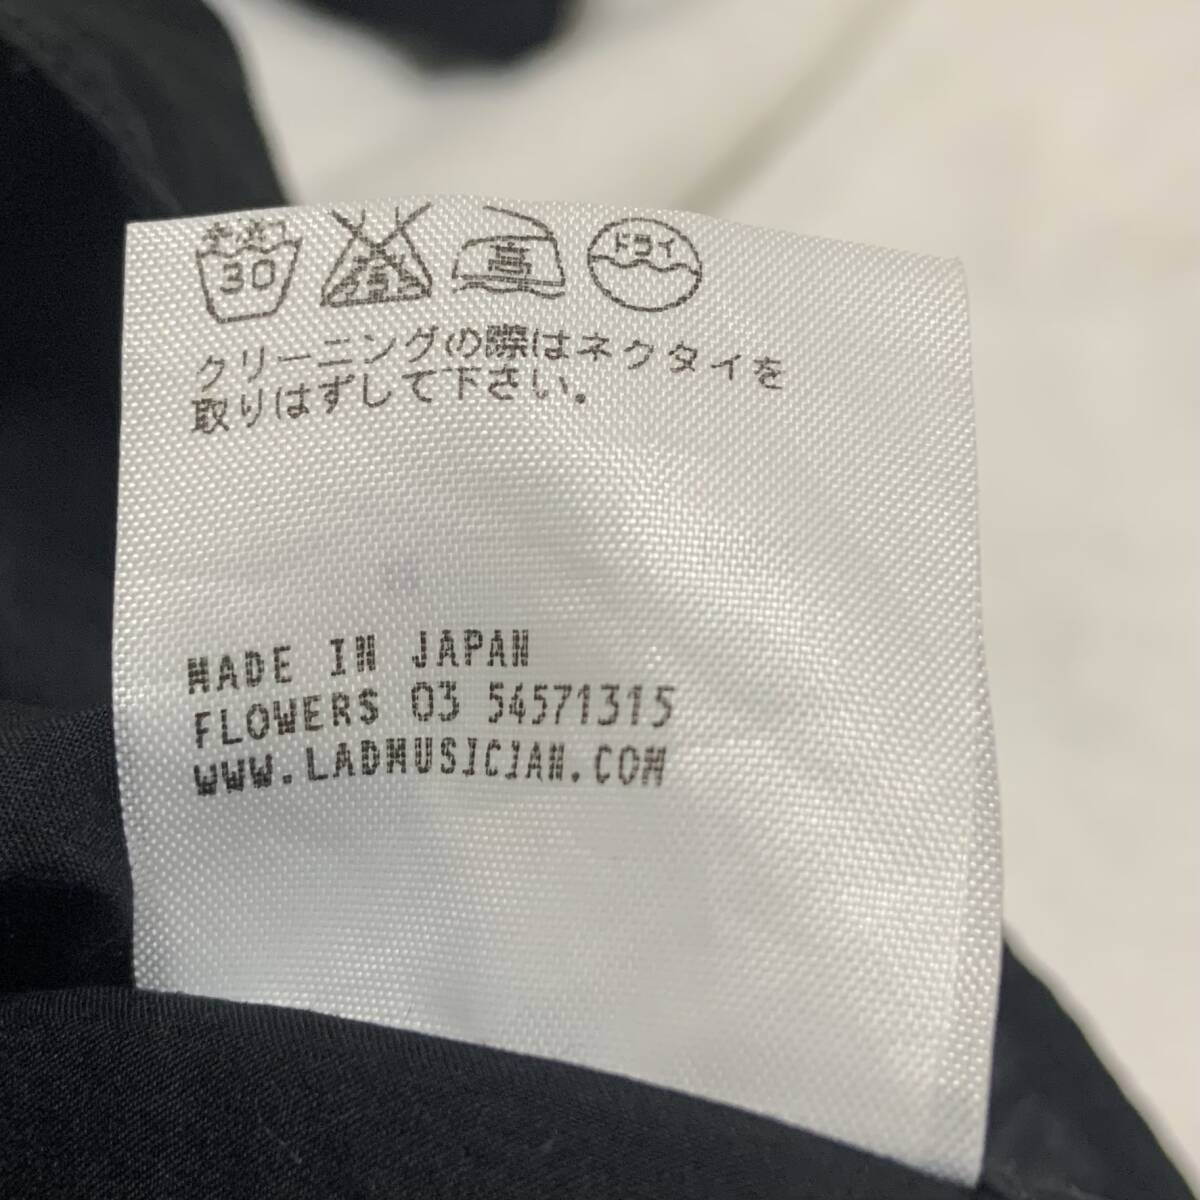 30 高 ドライ
クリーニングの際はネクタイを
取りはずして下さい。
MADE IN JAPAN
FLOWERS 03 54571315
WWW.LADMUSICIAN.COM